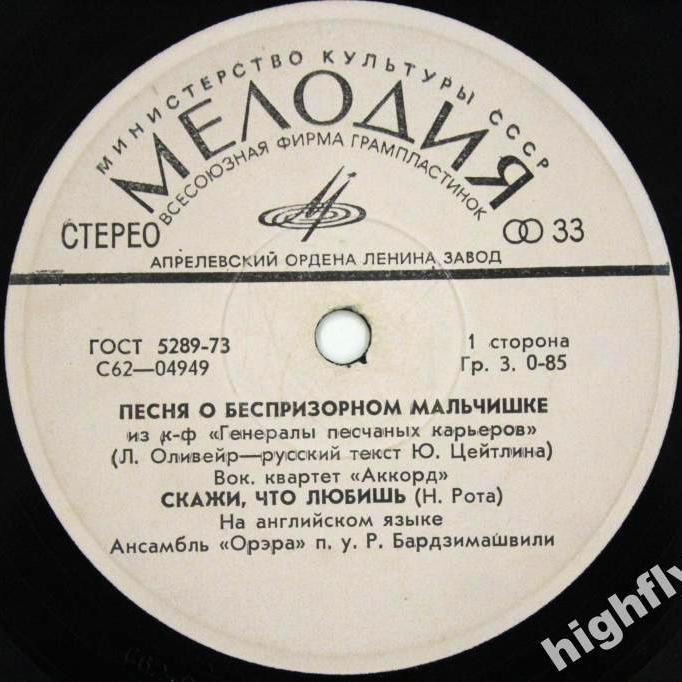 МИНИСТЕРСТВО КУЛЬТУРЫ СССР
МЕЛОДИЯ
ВСЕСОЮЗНАЯ ФИРМА ГРАМПЛАСТИНОК
СТЕРЕО
33
АПРЕЛЕВСКИЙ ОРДЕНА ЛЕНИНА ЗАВОД
ГОСТ 5289-73
С62—04949
1 сторона
Гр. 3. 0-85
ПЕСНЯ О БЕСПРИЗОРНОМ МАЛЬЧИШКЕ
из к-ф «Генералы песчаных карьеров»
(Л. Оливейр—русский текст Ю. Цейтлина)
Вок. квартет «Аккорд»
СКАЖИ, ЧТО ЛЮБИШЬ (Н. Рота)
На английском языке
Ансамбль «Орэра» п. у. Р. Бардзимашвили
highfly